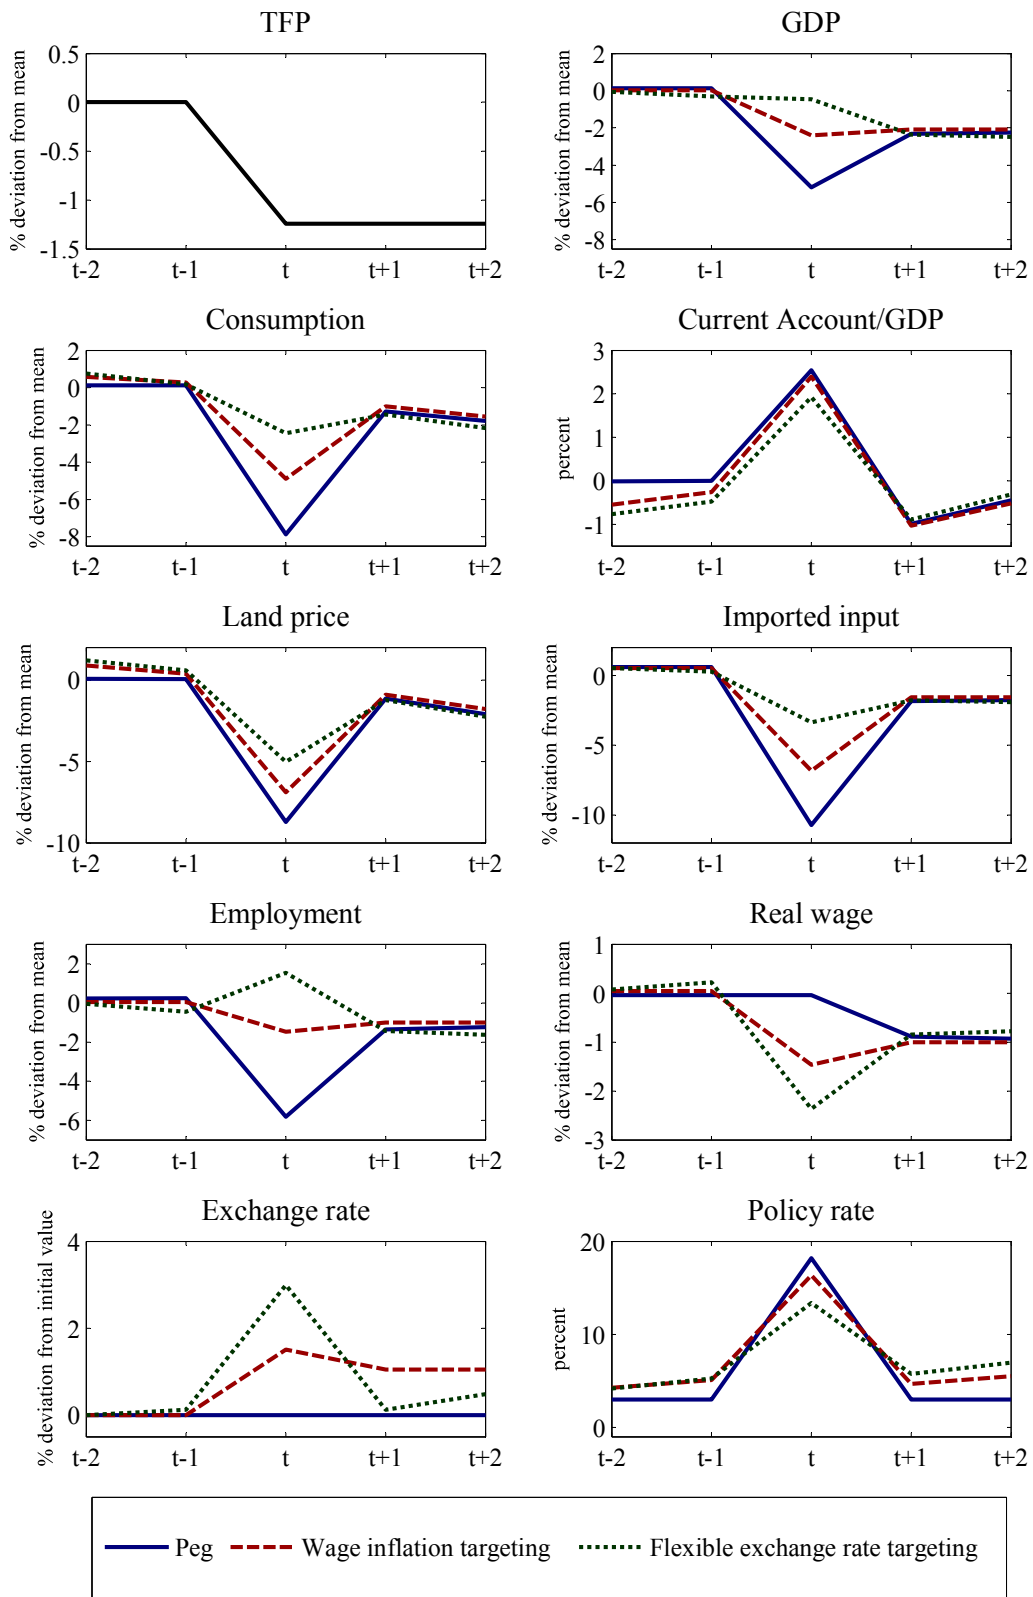 TFP
% deviation from mean
0.5
0
-0.5
-1
-1.5
t-2 t-1 t t+1 t+2
GDP
% deviation from mean
2
0
-2
-4
-6
-8
t-2 t-1 t t+1 t+2
Consumption
% deviation from mean
2
0
-2
-4
-6
-8
t-2 t-1 t t+1 t+2
Current Account/GDP
percent
3
2
1
0
-1
t-2 t-1 t t+1 t+2
Land price
% deviation from mean
0
-5
-10
t-2 t-1 t t+1 t+2
Imported input
% deviation from mean
0
-5
-10
t-2 t-1 t t+1 t+2
Employment
% deviation from mean
2
0
-2
-4
-6
t-2 t-1 t t+1 t+2
Real wage
% deviation from mean
1
0
-1
-2
-3
t-2 t-1 t t+1 t+2
Exchange rate
% deviation from initial value
4
2
0
t-2 t-1 t t+1 t+2
Policy rate
percent
20
10
0
t-2 t-1 t t+1 t+2
Peg Wage inflation targeting Flexible exchange rate targeting